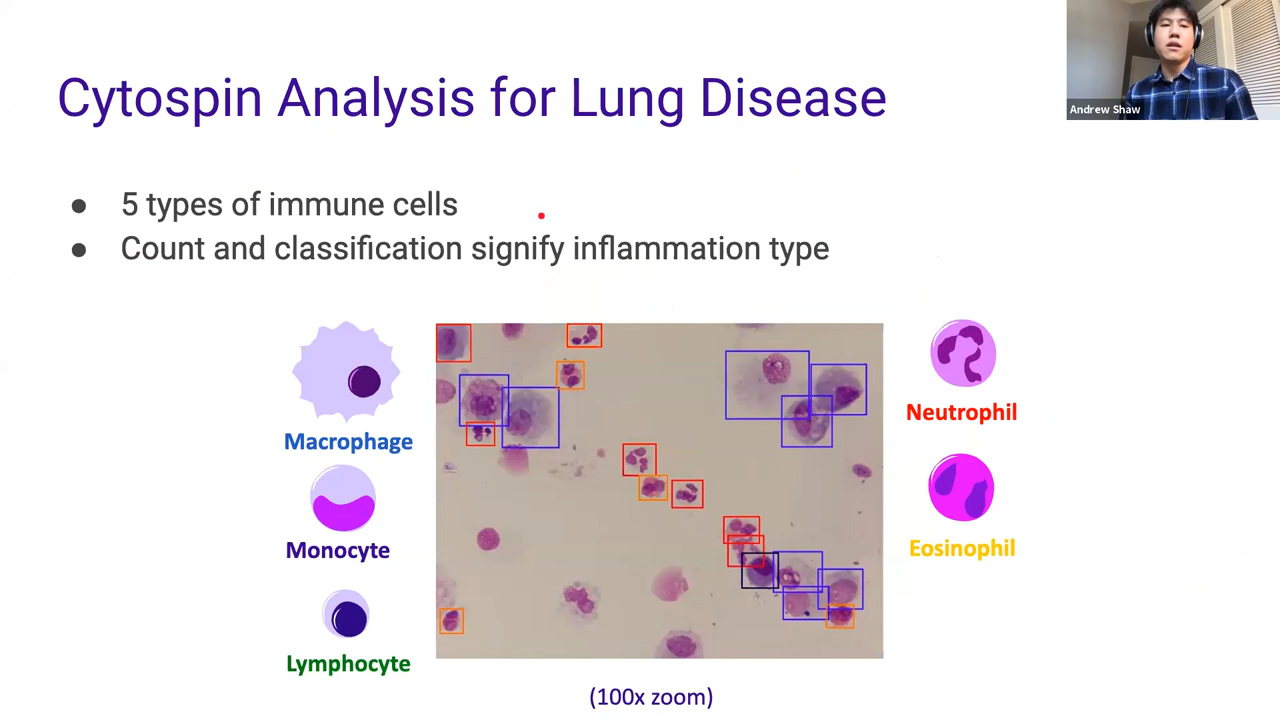 Cytospin Analysis for Lung Disease
Andrew Shaw
● 5 types of immune cells
● Count and classification signify inflammation type
Macrophage
Monocyte
Lymphocyte
Neutrophil
Eosinophil
(100x zoom)